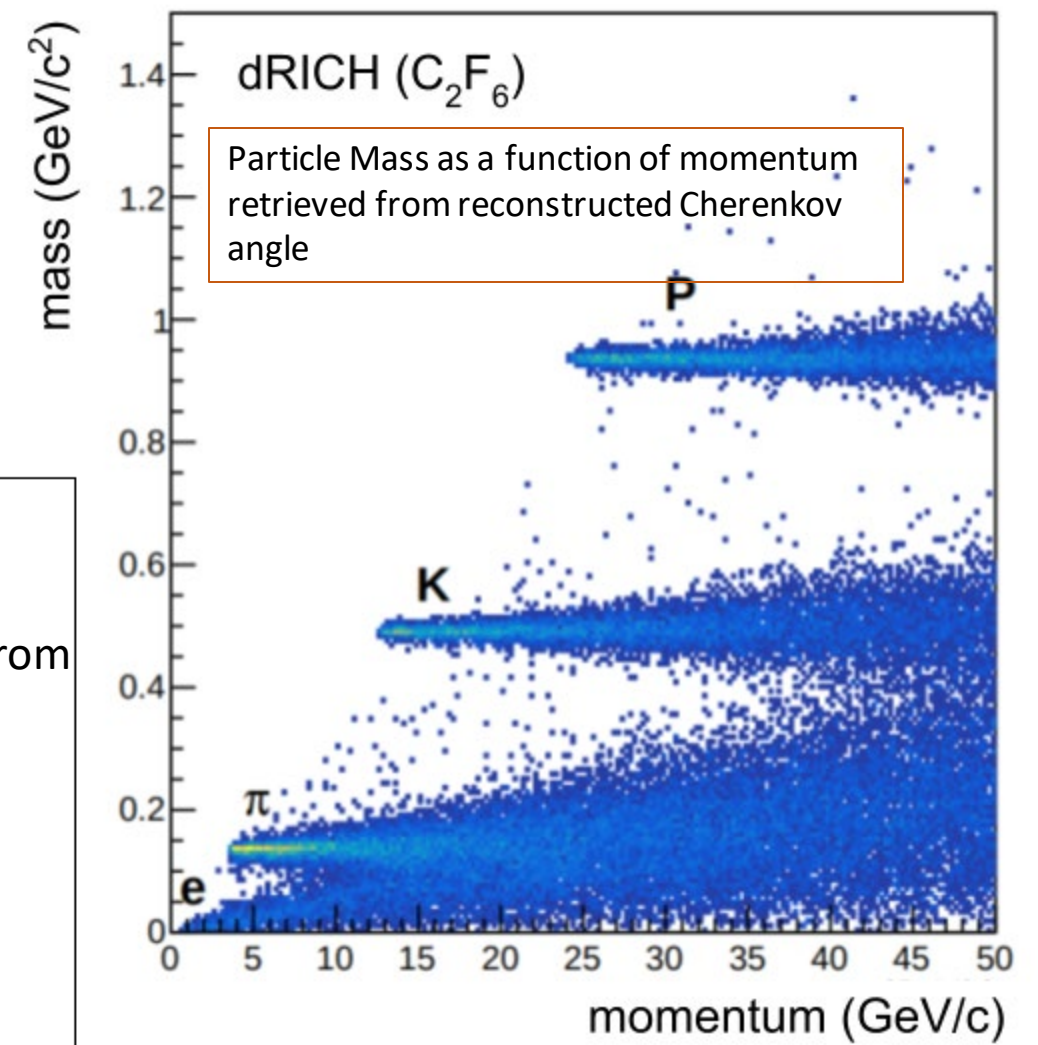 mass (GeV/c²)
dRICH (C₂F₆)
Particle Mass as a function of momentum
retrieved from reconstructed Cherenkov
angle
P
K
π
e
1.4
1.2
1
0.8
0.6
0.4
0.2
0
0 5 10 15 20 25 30 35 40 45 50
momentum (GeV/c)
rom